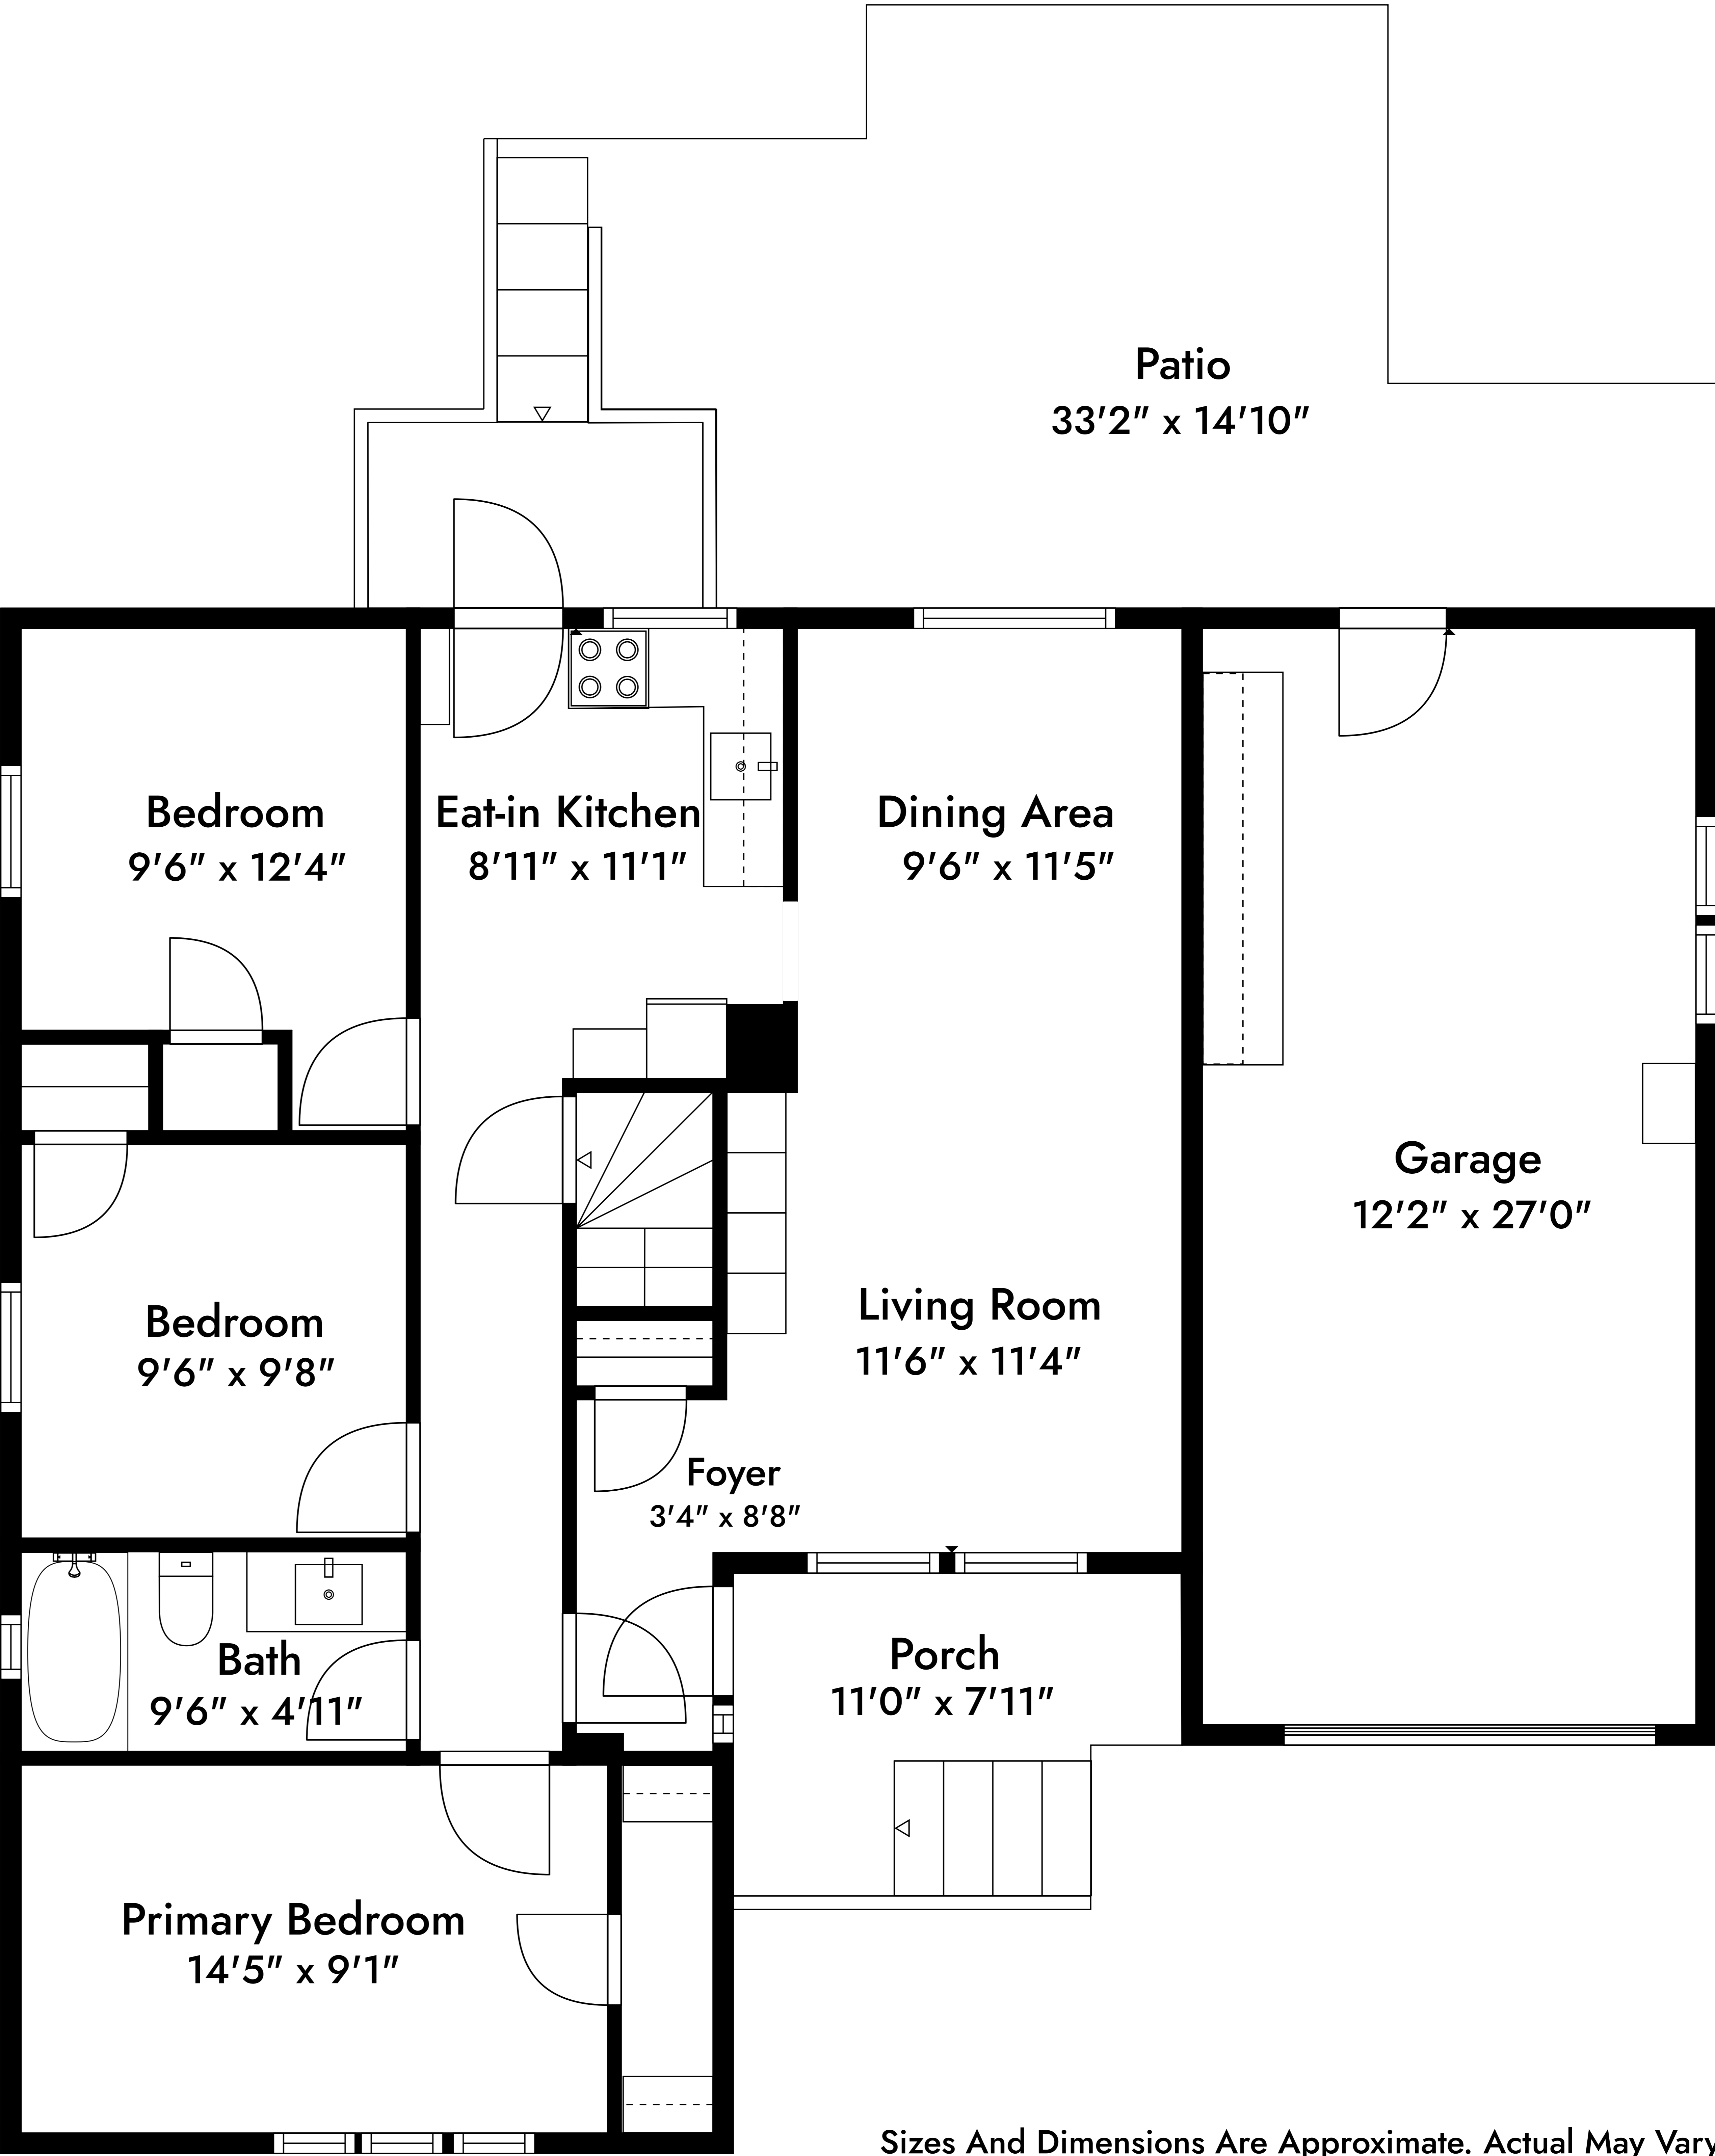 Patio
33'2" x 14'10"
Bedroom
9'6" x 12'4"
Eat-in Kitchen
8'11" x 11'1"
Dining Area
9'6" x 11'5"
Garage
12'2" x 27'0"
Bedroom
9'6" x 9'8"
Living Room
11'6" x 11'4"
Foyer
3'4" x 8'8"
Bath
9'6" x 4'11"
Porch
11'0" x 7'11"
Primary Bedroom
14'5" x 9'1"
Sizes And Dimensions Are Approximate. Actual May Vary